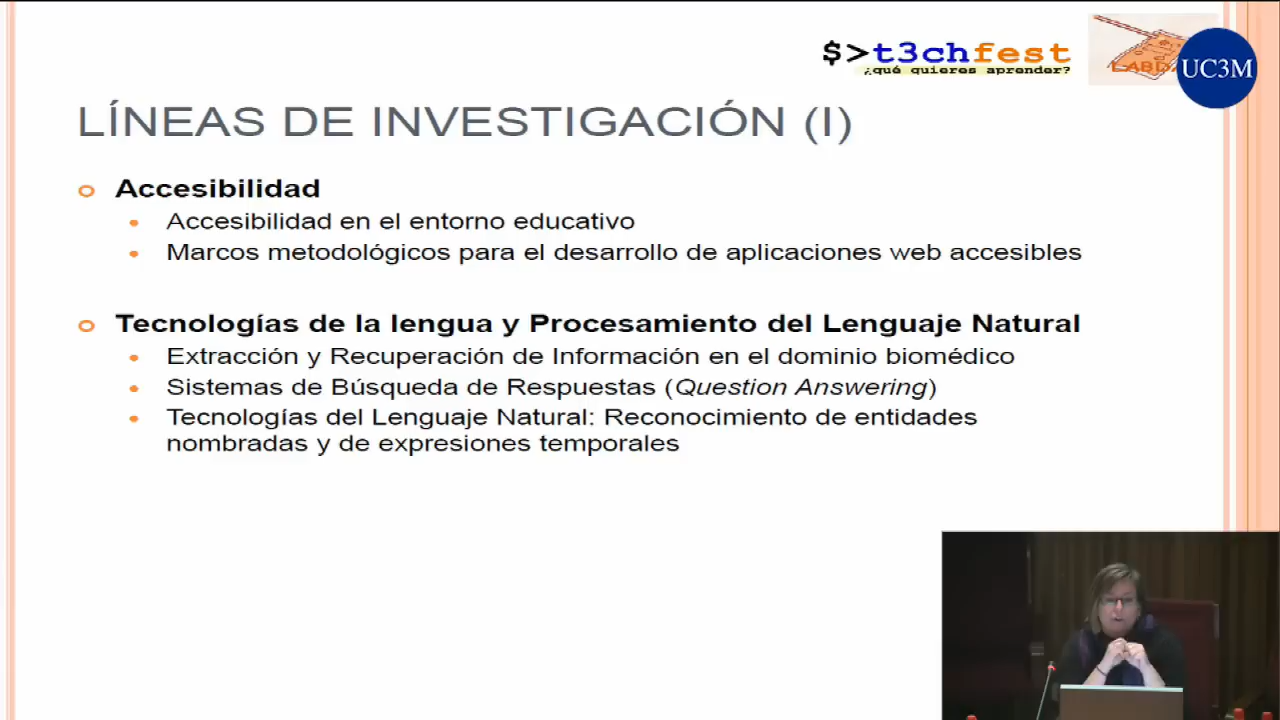 $>t3chfest
¿qué quieres aprender?
UC3M
LÍNEAS DE INVESTIGACIÓN (I)
Accesibilidad
Accesibilidad en el entorno educativo
Marcos metodológicos para el desarrollo de aplicaciones web accesibles
Tecnologías de la lengua y Procesamiento del Lenguaje Natural
Extracción y Recuperación de Información en el dominio biomédico
Sistemas de Búsqueda de Respuestas (Question Answering)
Tecnologías del Lenguaje Natural: Reconocimiento de entidades
nombradas y de expresiones temporales